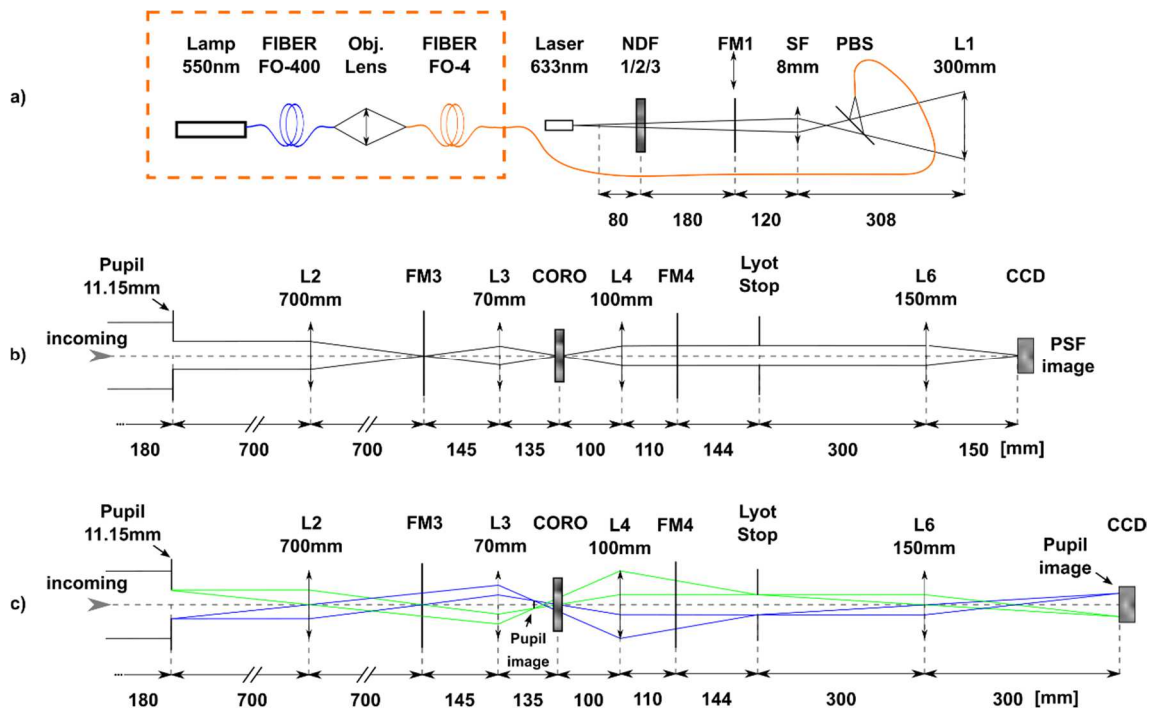 a)
Lamp
550nm
FIBER
FO-400
Obj.
Lens
FIBER
FO-4
Laser
633nm
NDF
1/2/3
FM1
SF
8mm
PBS
L1
300mm
80 180 120 308
b)
Pupil
11.15mm
incoming
L2
700mm
FM3
L3
70mm
CORO
L4
100mm
FM4
Lyot
Stop
L6
150mm
CCD
PSF
image
...
180 700 700 145 135 100 110 144 300 150 [mm]
c)
Pupil
11.15mm
incoming
L2
700mm
FM3
L3
70mm
CORO
L4
100mm
FM4
Lyot
Stop
L6
150mm
CCD
Pupil
image
Pupil
image
...
180 700 700 145 135 100 110 144 300 300 [mm]